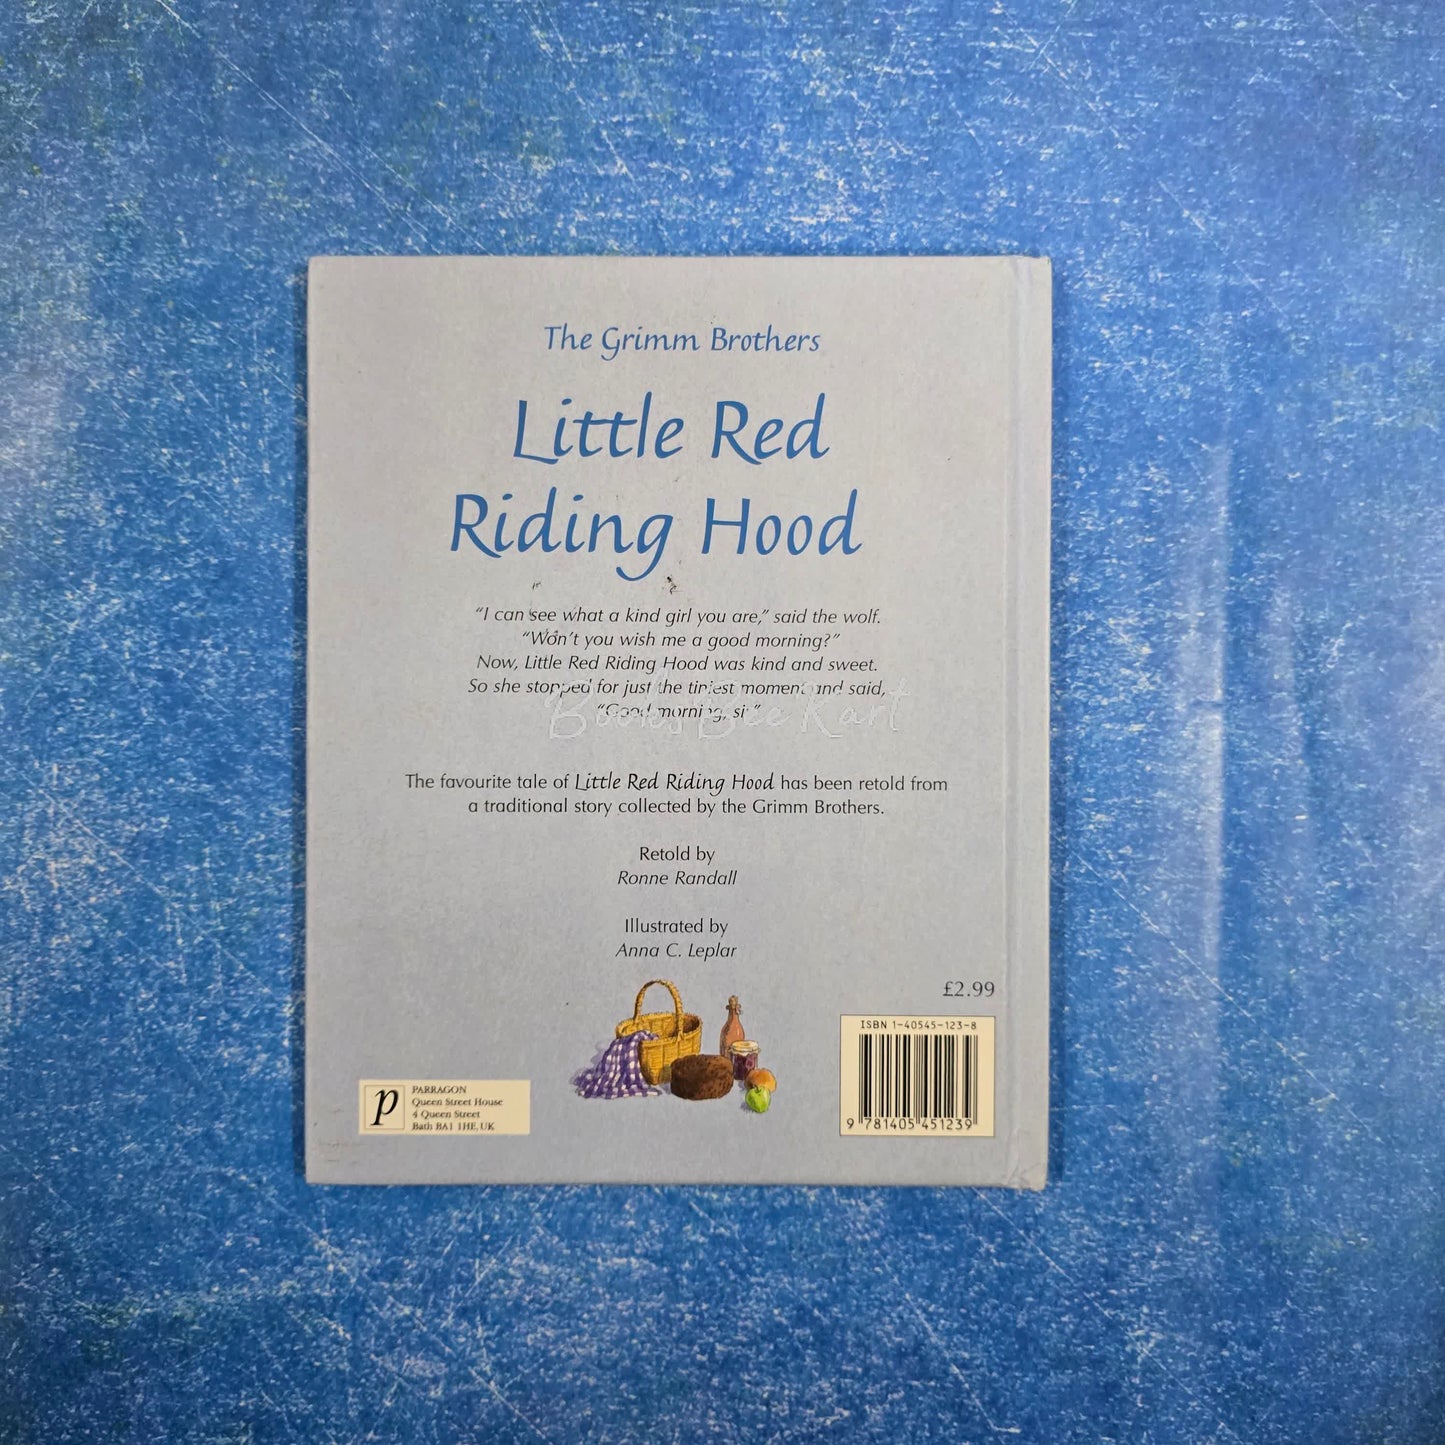 The Grimm Brothers
Little Red
Riding Hood
“I can see what a kind girl you are,” said the wolf.
“Won’t you wish me a good morning?”
Now, Little Red Riding Hood was kind and sweet.
So she stopped for just the tiniest moment and said,
“Good morning, sir.”
Books Bee Kart
The favourite tale of Little Red Riding Hood has been retold from
a traditional story collected by the Grimm Brothers.
Retold by
Ronne Randall
Illustrated by
Anna C. Leplar
£2.99
ISBN 1-40545-123-8
9 781405 451239
p
PARRAGON
Queen Street House
4 Queen Street
Bath BA1 1HE, UK